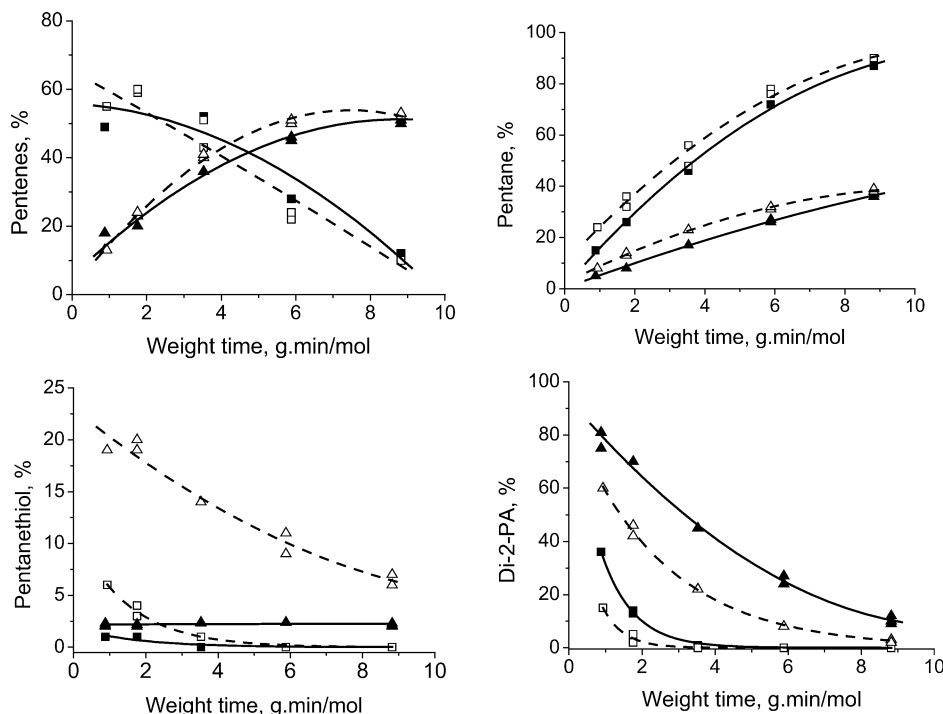 80
60
40
20
0
Pentenes, %
0 2 4 6 8 10
Weight time, g.min/mol
100
80
60
40
20
0
Pentane, %
0 2 4 6 8 10
Weight time, g.min/mol
25
20
15
10
5
0
Pentanethiol, %
0 2 4 6 8 10
Weight time, g.min/mol
100
80
60
40
20
0
Di-2-PA, %
0 2 4 6 8 10
Weight time, g.min/mol